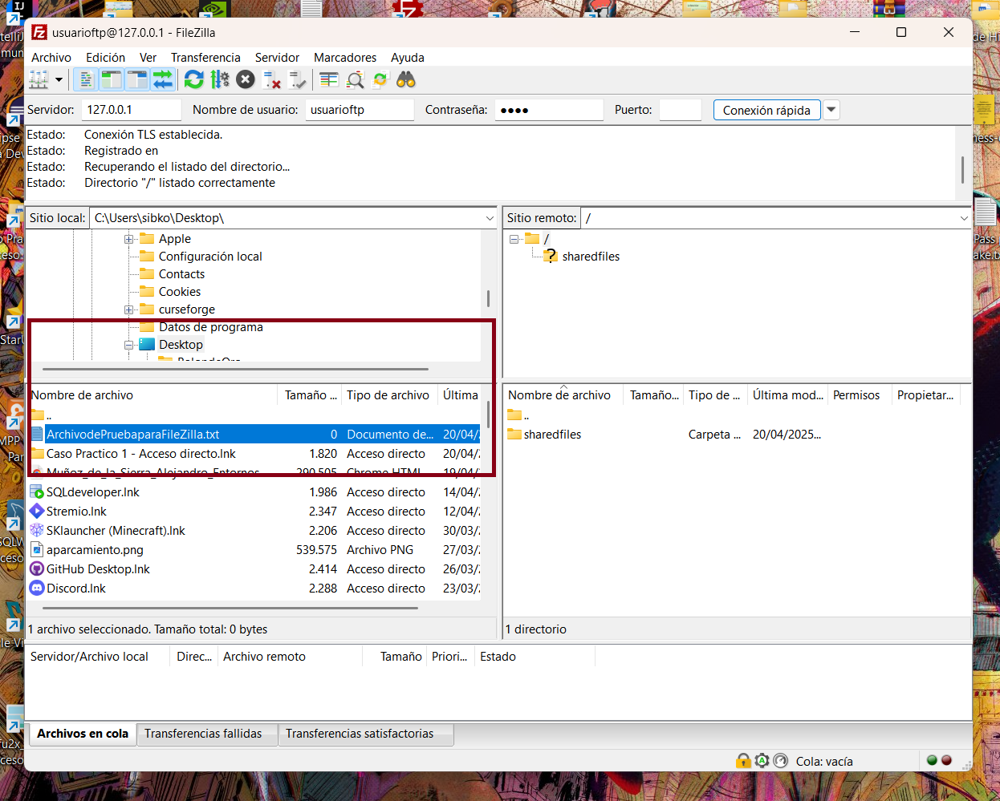 usuarioftp@127.0.0.1 - FileZilla
Archivo Edición Ver Transferencia Servidor Marcadores Ayuda
Servidor: 127.0.0.1 Nombre de usuario: usuarioftp Contraseña: ●●●● Puerto: Conexión rápida
Estado: Conexión TLS establecida.
Estado: Registrado en
Estado: Recuperando el listado del directorio...
Estado: Directorio "/" listado correctamente
Sitio local: C:\Users\sibko\Desktop\
Apple
Configuración local
Contacts
Cookies
curseforge
Datos de programa
Desktop
Sitio remoto: /
/
sharedfiles
Nombre de archivo Tamaño ... Tipo de archivo Última
..
ArchivodePruebaparaFileZilla.txt 0 Documento de... 20/04/
Caso Practico 1 - Acceso directo.lnk 1.820 Acceso directo 20/04/
Muñoz_de_la_Sierra_Alejandro_Entornos 290.505 Chrome HTML 19/04/
SQLdeveloper.lnk 1.986 Acceso directo 14/04/
Stremio.lnk 2.347 Acceso directo 12/04/
SKlauncher (Minecraft).lnk 2.206 Acceso directo 30/03/
aparcamiento.png 539.575 Archivo PNG 27/03/
GitHub Desktop.lnk 2.414 Acceso directo 26/03/
Discord.lnk 2.288 Acceso directo 23/03/
1 archivo seleccionado. Tamaño total: 0 bytes
Nombre de archivo Tamaño... Tipo de ... Última mod... Permisos Propietar...
..
sharedfiles Carpeta ... 20/04/2025...
1 directorio
Servidor/Archivo local Direc... Archivo remoto Tamaño Priori... Estado
Archivos en cola Transferencias fallidas Transferencias satisfactorias
Cola: vacía